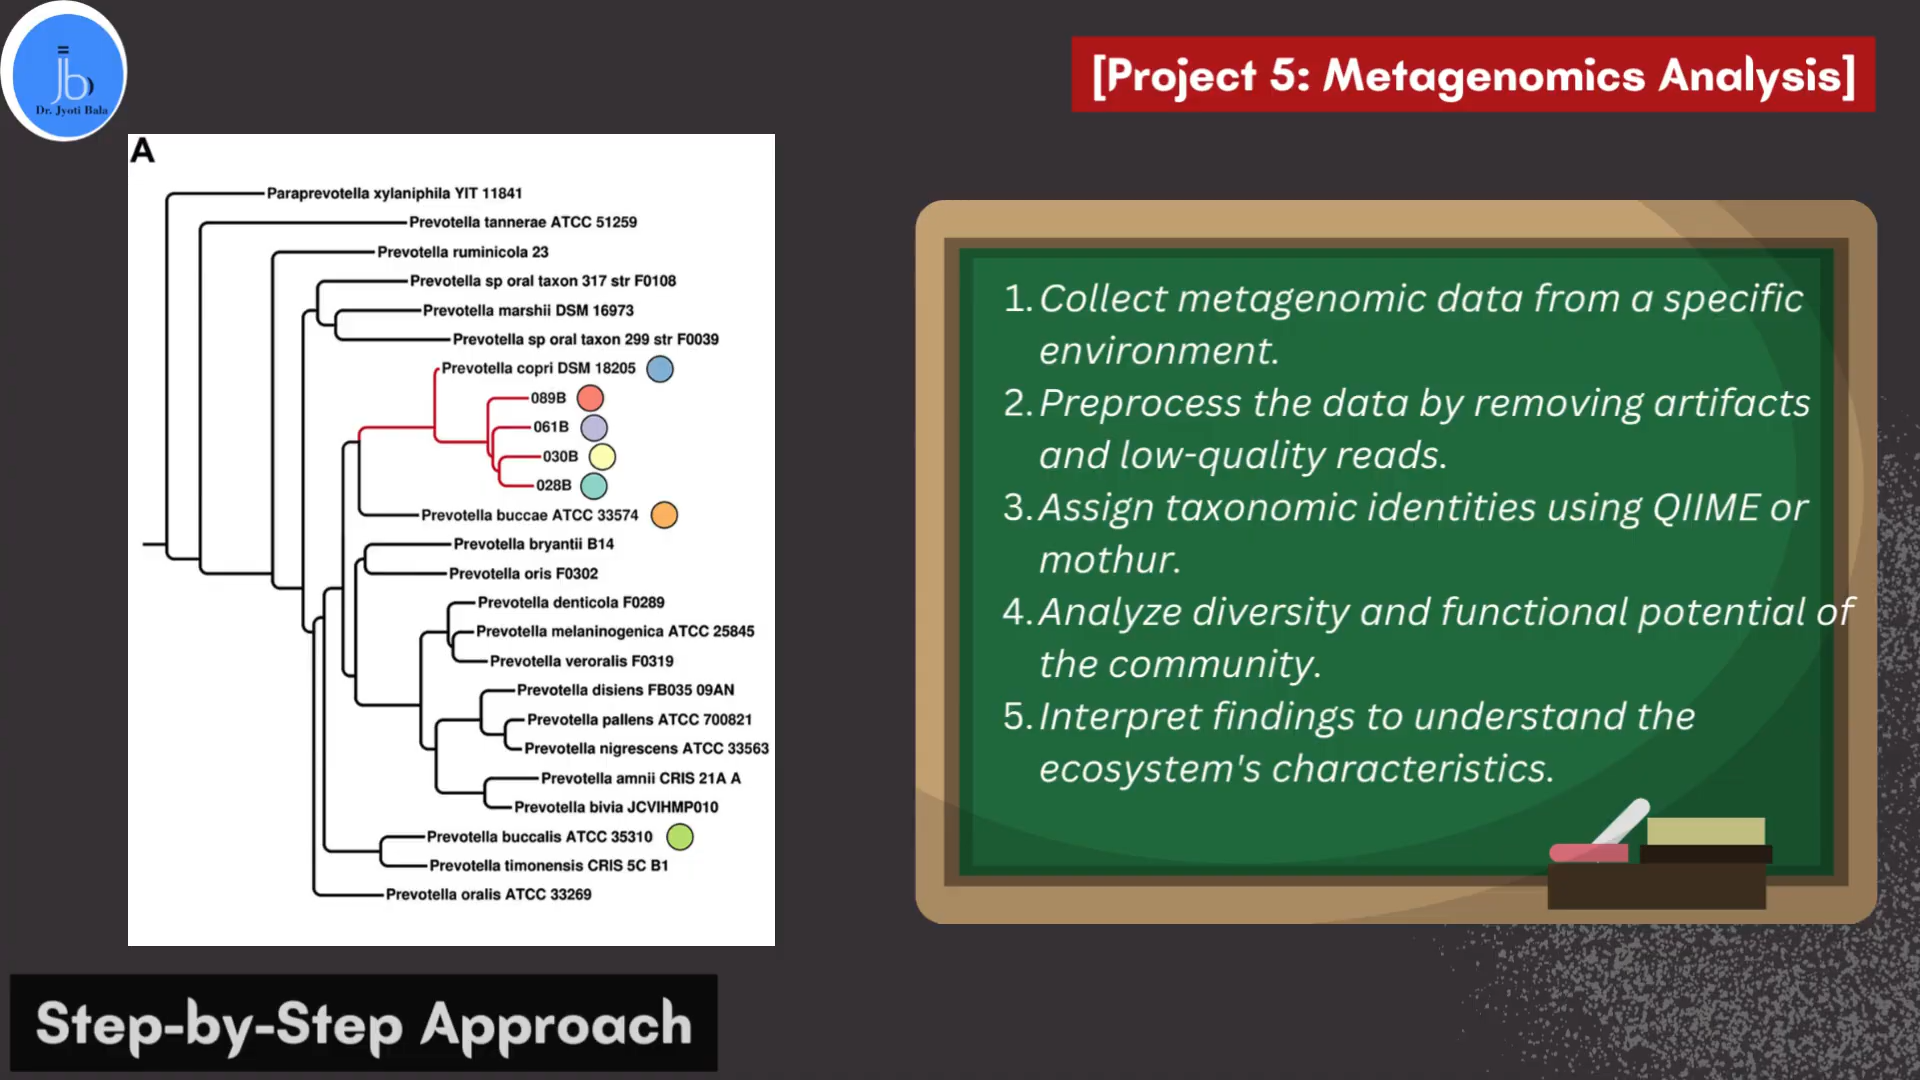 jb
Dr. Jyoti Bala
[Project 5: Metagenomics Analysis]
A
Paraprevotella xylaniphila YIT 11841
Prevotella tannerae ATCC 51259
Prevotella ruminicola 23
Prevotella sp oral taxon 317 str F0108
Prevotella marshii DSM 16973
Prevotella sp oral taxon 299 str F0039
Prevotella copri DSM 18205
089B
061B
030B
028B
Prevotella buccae ATCC 33574
Prevotella bryantii B14
Prevotella oris F0302
Prevotella denticola F0289
Prevotella melaninogenica ATCC 25845
Prevotella veroralis F0319
Prevotella disiens FB035 09AN
Prevotella pallens ATCC 700821
Prevotella nigrescens ATCC 33563
Prevotella amnii CRIS 21A A
Prevotella bivia JCVIHMP010
Prevotella buccalis ATCC 35310
Prevotella timonensis CRIS 5C B1
Prevotella oralis ATCC 33269
1. Collect metagenomic data from a specific
environment.
2. Preprocess the data by removing artifacts
and low-quality reads.
3. Assign taxonomic identities using QIIME or
mothur.
4. Analyze diversity and functional potential of
the community.
5. Interpret findings to understand the
ecosystem's characteristics.
Step-by-Step Approach